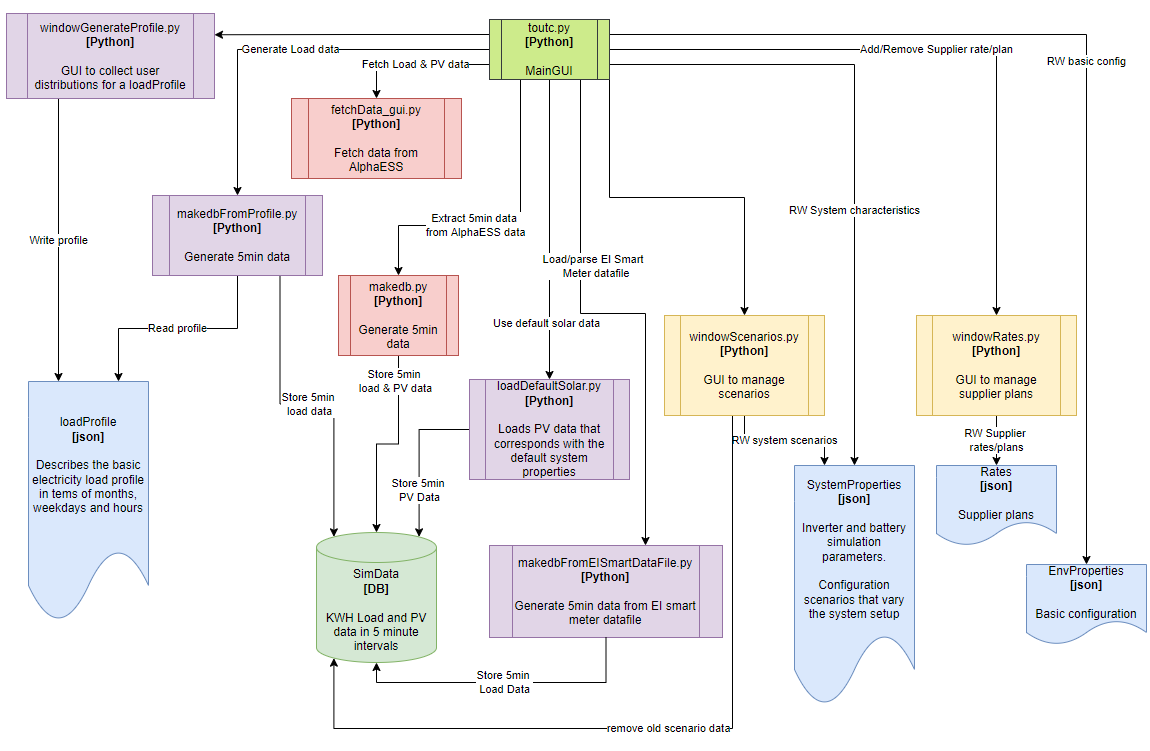 windowGenerateProfile.py
[Python]
GUI to collect user
distributions for a loadProfile
toutc.py
[Python]
MainGUI
Generate Load data
Fetch Load & PV data
Add/Remove Supplier rate/plan
RW basic config
fetchData_gui.py
[Python]
Fetch data from
AlphaESS
makedbFromProfile.py
[Python]
Generate 5min data
Write profile
Extract 5min data
from AlphaESS data
RW System characteristics
Load/parse EI Smart
Meter datafile
makedb.py
[Python]
Generate 5min
data
Use default solar data
Read profile
windowScenarios.py
[Python]
GUI to manage
scenarios
windowRates.py
[Python]
GUI to manage
supplier plans
Store 5min
load & PV data
Store 5min
load data
loadDefaultSolar.py
[Python]
Loads PV data that
corresponds with the
default system
properties
loadProfile
[json]
Describes the basic
electricity load profile
in tems of months,
weekdays and hours
RW system scenarios
RW Supplier
rates/plans
Store 5min
PV Data
SystemProperties
[json]
Inverter and battery
simulation
parameters.
Configuration
scenarios that vary
the system setup
Rates
[json]
Supplier plans
SimData
[DB]
KWH Load and PV
data in 5 minute
intervals
makedbFromEISmartDataFile.py
[Python]
Generate 5min data from EI smart
meter datafile
EnvProperties
[json]
Basic configuration
Store 5min
Load Data
remove old scenario data